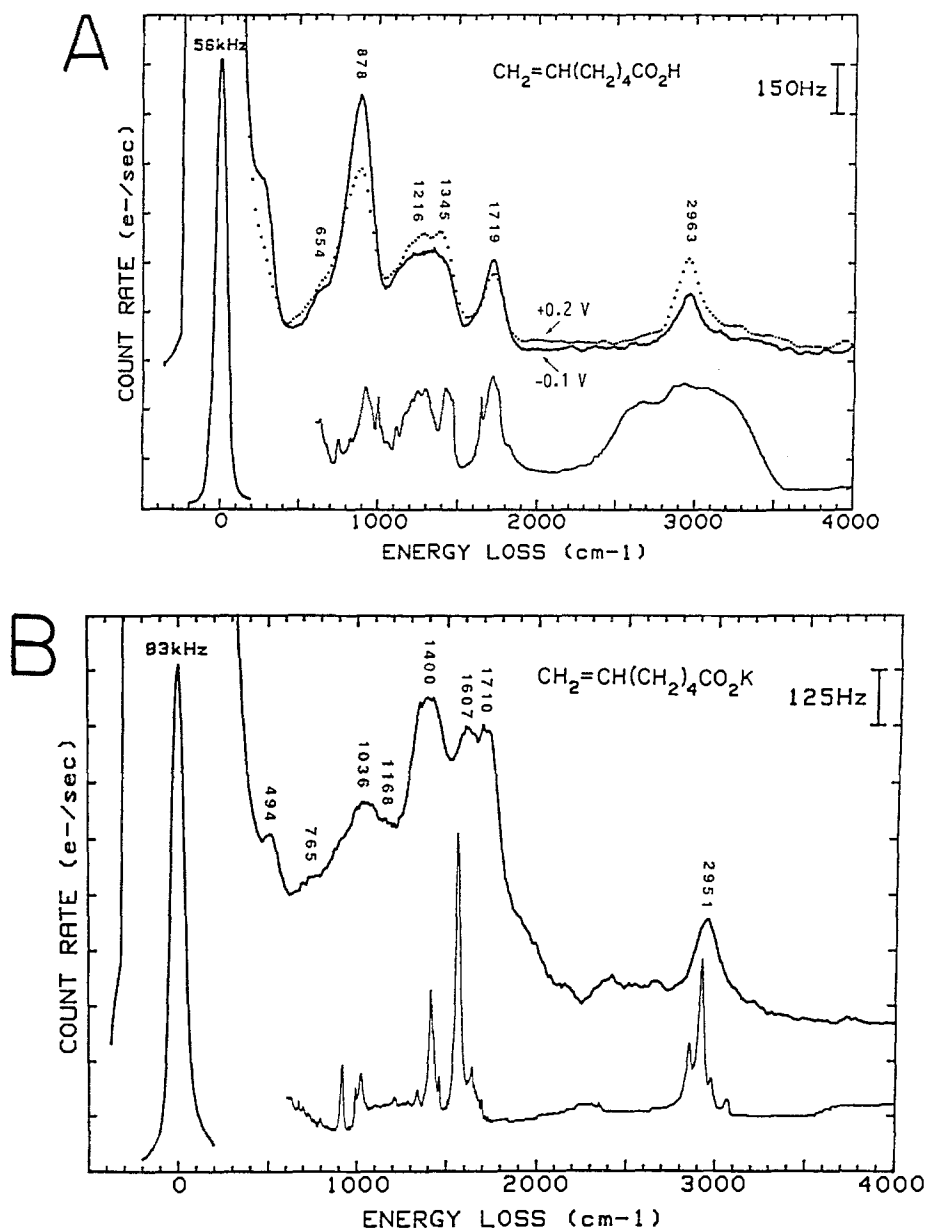 A
56kHz
878
CH2=CH(CH2)4CO2H
150Hz
654
1216
1345
1719
2963
+0.2 V
-0.1 V
COUNT RATE (e-/sec)
0 1000 2000 3000 4000
ENERGY LOSS (cm-1)
B
83kHz
1400
1607
1710
CH2=CH(CH2)4CO2K
125Hz
494
765
1036
1168
2951
COUNT RATE (e-/sec)
0 1000 2000 3000 4000
ENERGY LOSS (cm-1)